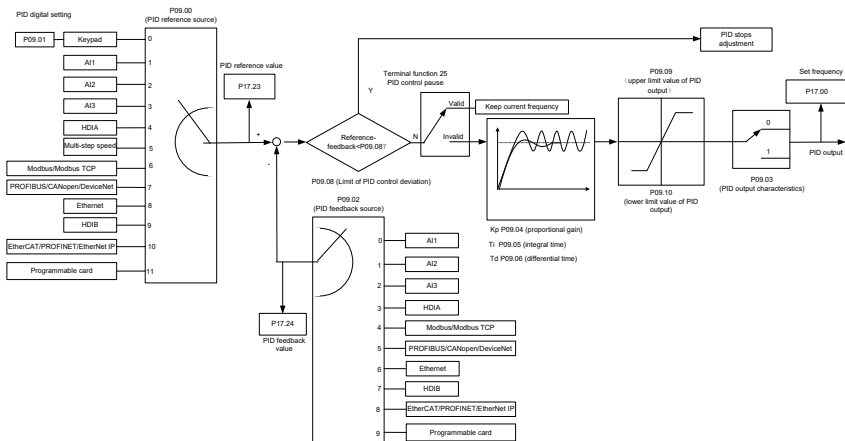 PID digital setting
P09.00
(PID reference source)
P09.01
Keypad
0
AI1
1
AI2
2
AI3
3
HDIA
4
Multi-step speed
5
Modbus/Modbus TCP
6
PROFIBUS/CANopen/DeviceNet
7
Ethernet
8
HDIB
9
EtherCAT/PROFINET/EtherNet IP
10
Programmable card
11
PID reference value
P17.23
+
-
Reference-
feedback<P09.08?
Y
N
P09.08 (Limit of PID control deviation)
PID stops
adjustment
Terminal function 25
PID control pause
Valid
Invalid
Keep current frequency
Kp P09.04 (proportional gain)
Ti P09.05 (integral time)
Td P09.06 (differential time)
P09.09
(upper limit value of PID
output)
P09.10
(lower limit value of PID
output)
0
1
P09.03
(PID output characteristics)
Set frequency
P17.00
PID output
P09.02
(PID feedback source)
P17.24
PID feedback
value
0
AI1
1
AI2
2
AI3
3
HDIA
4
Modbus/Modbus TCP
5
PROFIBUS/CANopen/DeviceNet
6
Ethernet
7
HDIB
8
EtherCAT/PROFINET/EtherNet IP
9
Programmable card